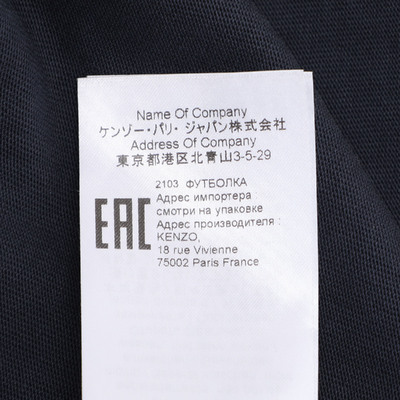 Name Of Company
ケンゾー・パリ・ジャパン株式会社
Address Of Company
東京都港区北青山3-5-29
2103 ФУТБОЛКА
Адрес импортера
смотри на упаковке
Адрес производителя :
KENZO,
18 rue Vivienne
75002 Paris France
EAC